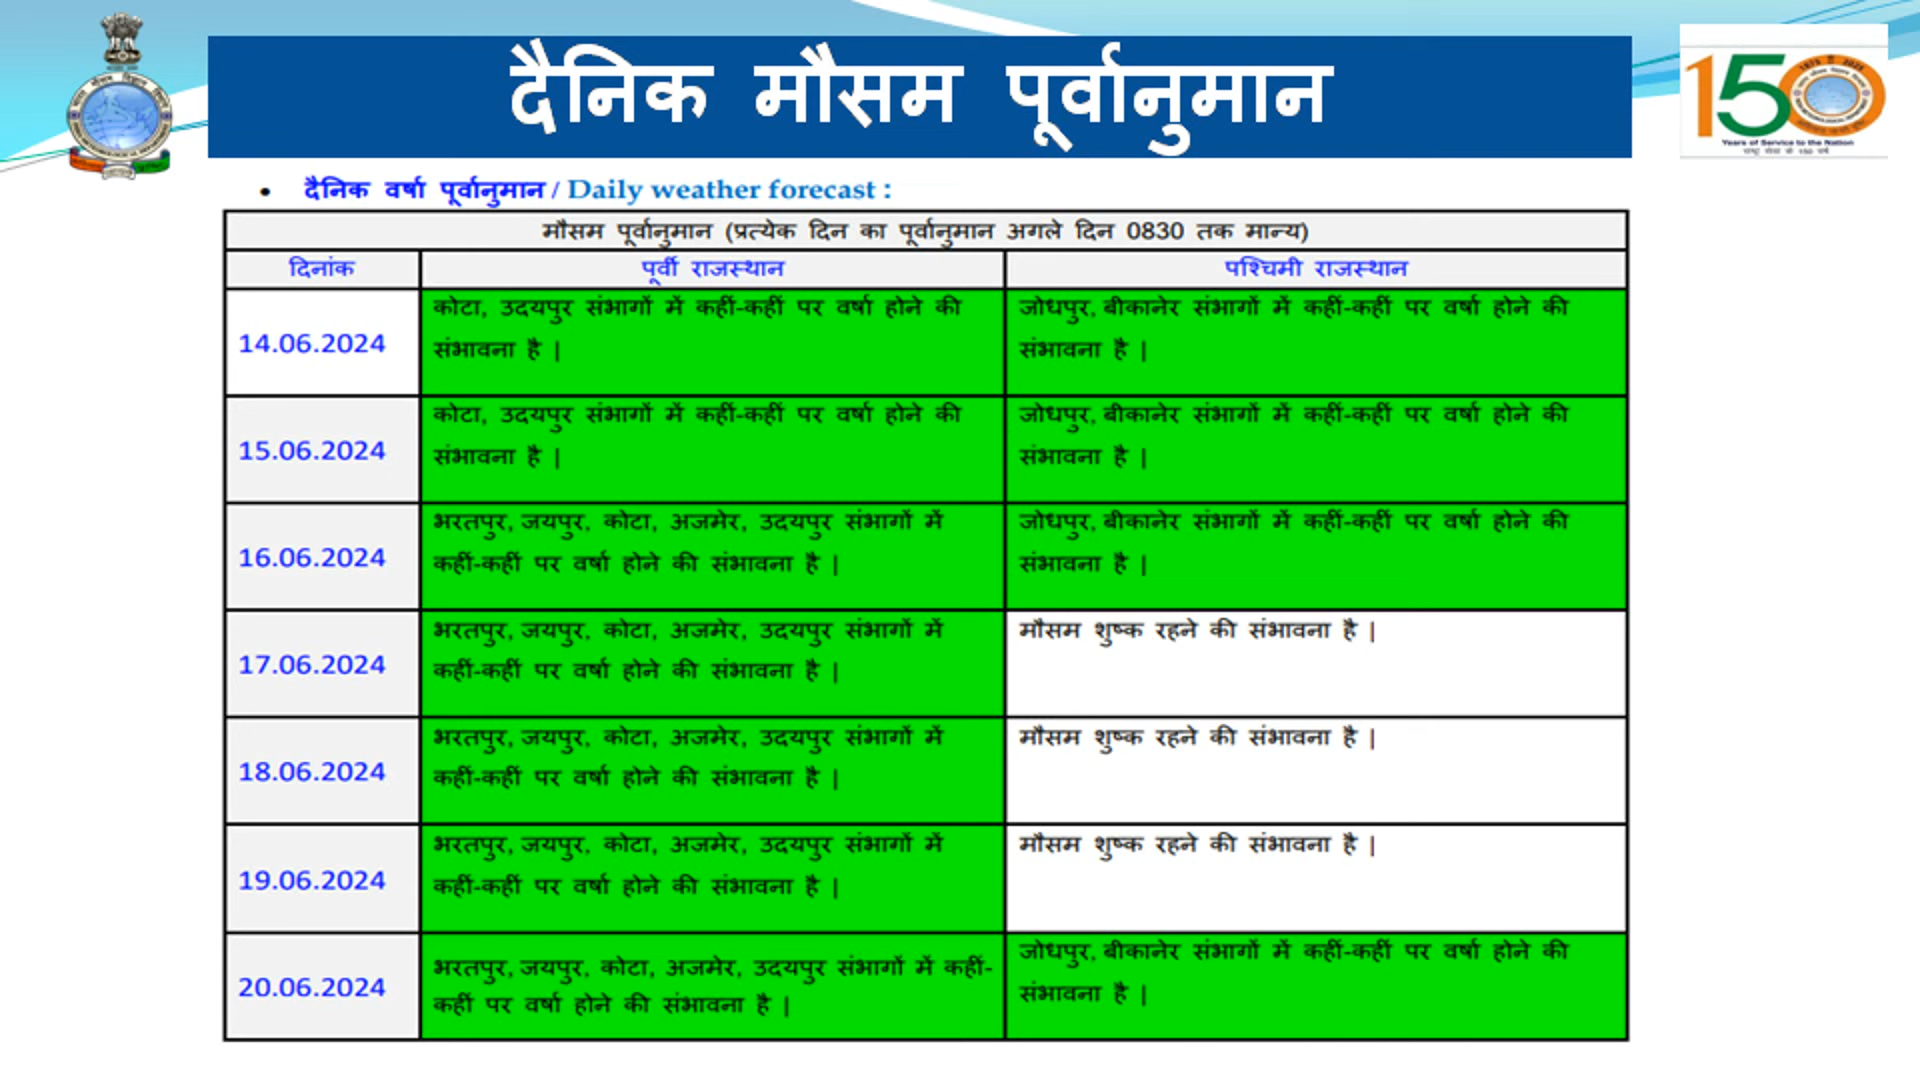 दैनिक मौसम पूर्वानुमान
150
Years of Service to the Nation
• दैनिक वर्षा पूर्वानुमान / Daily weather forecast :
मौसम पूर्वानुमान (प्रत्येक दिन का पूर्वानुमान अगले दिन 0830 तक मान्य)
दिनांक पूर्वी राजस्थान पश्चिमी राजस्थान
14.06.2024
कोटा, उदयपुर संभागों में कहीं-कहीं पर वर्षा होने की
संभावना है |
जोधपुर, बीकानेर संभागों में कहीं-कहीं पर वर्षा होने की
संभावना है |
15.06.2024
कोटा, उदयपुर संभागों में कहीं-कहीं पर वर्षा होने की
संभावना है |
जोधपुर, बीकानेर संभागों में कहीं-कहीं पर वर्षा होने की
संभावना है |
16.06.2024
भरतपुर, जयपुर, कोटा, अजमेर, उदयपुर संभागों में
कहीं-कहीं पर वर्षा होने की संभावना है |
जोधपुर, बीकानेर संभागों में कहीं-कहीं पर वर्षा होने की
संभावना है |
17.06.2024
भरतपुर, जयपुर, कोटा, अजमेर, उदयपुर संभागों में
कहीं-कहीं पर वर्षा होने की संभावना है |
मौसम शुष्क रहने की संभावना है |
18.06.2024
भरतपुर, जयपुर, कोटा, अजमेर, उदयपुर संभागों में
कहीं-कहीं पर वर्षा होने की संभावना है |
मौसम शुष्क रहने की संभावना है |
19.06.2024
भरतपुर, जयपुर, कोटा, अजमेर, उदयपुर संभागों में
कहीं-कहीं पर वर्षा होने की संभावना है |
मौसम शुष्क रहने की संभावना है |
20.06.2024
भरतपुर, जयपुर, कोटा, अजमेर, उदयपुर संभागों में कहीं-
कहीं पर वर्षा होने की संभावना है |
जोधपुर, बीकानेर संभागों में कहीं-कहीं पर वर्षा होने की
संभावना है |